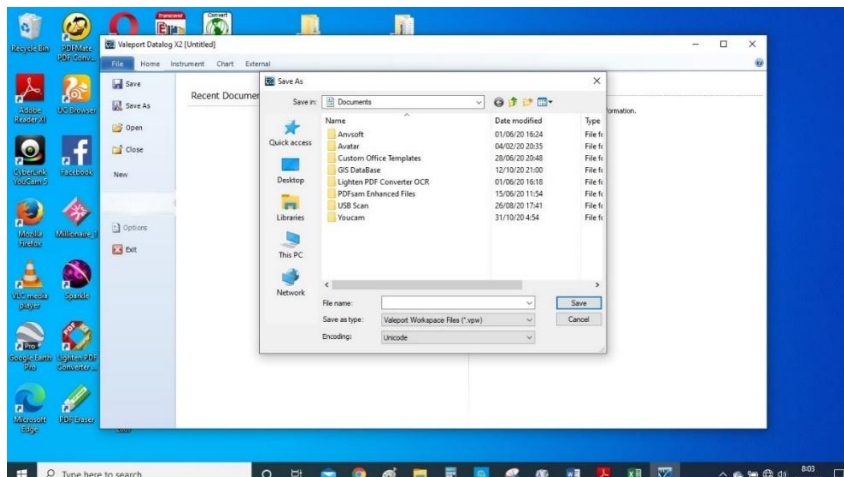 Recycle Bin
PDFMate
PDF Conv...
Transcend
Convert
Adobe
Reader XI
UC Browser
CyberLink
YouCam 5
Facebook
Mozilla
Firefox
VLC media
player
Sparkle
Google Earth
Pro
Lighten PDF
Converter ...
Microsoft
Edge
PDF Eraser
Valeport Datalog X2 [Untitled]
File Home Instrument Chart External
Save
Save As
Open
Close
New
Options
Exit
Recent Documen
ormation.
Save As
Save in: Documents
Quick access
Desktop
Libraries
This PC
Network
Name Date modified Type
Anvsoft 01/06/20 16:24 File fo
Avatar 04/02/20 20:35 File fo
Custom Office Templates 28/06/20 20:48 File fo
GIS DataBase 12/10/20 21:00 File fo
Lighten PDF Converter OCR 01/06/20 16:18 File fo
PDFsam Enhanced Files 15/06/20 11:54 File fo
USB Scan 26/08/20 17:41 File fo
Youcam 31/10/20 4:54 File fo
File name:
Save
Save as type: Valeport Workspace Files (*.vpw)
Cancel
Encoding: Unicode
Type here to search
8:03